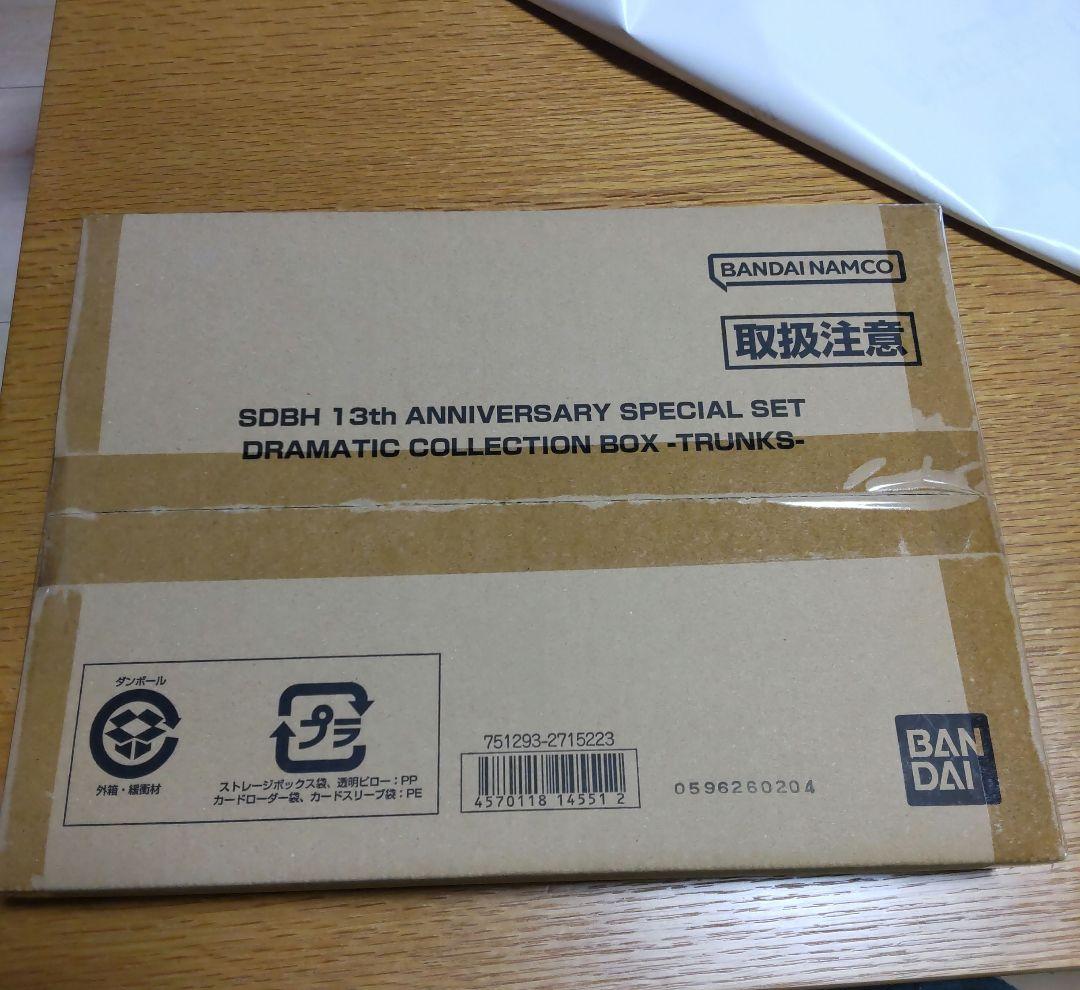 BANDAI NAMCO
取扱注意
SDBH 13th ANNIVERSARY SPECIAL SET
DRAMATIC COLLECTION BOX -TRUNKS-
ダンボール
外箱・緩衝材
プラ
ストレージボックス袋、透明ピロー:PP
カードローダー袋、カードスリーブ袋:PE
751293-2715223
4570118 14551 2
0596260204
BAN
DAI